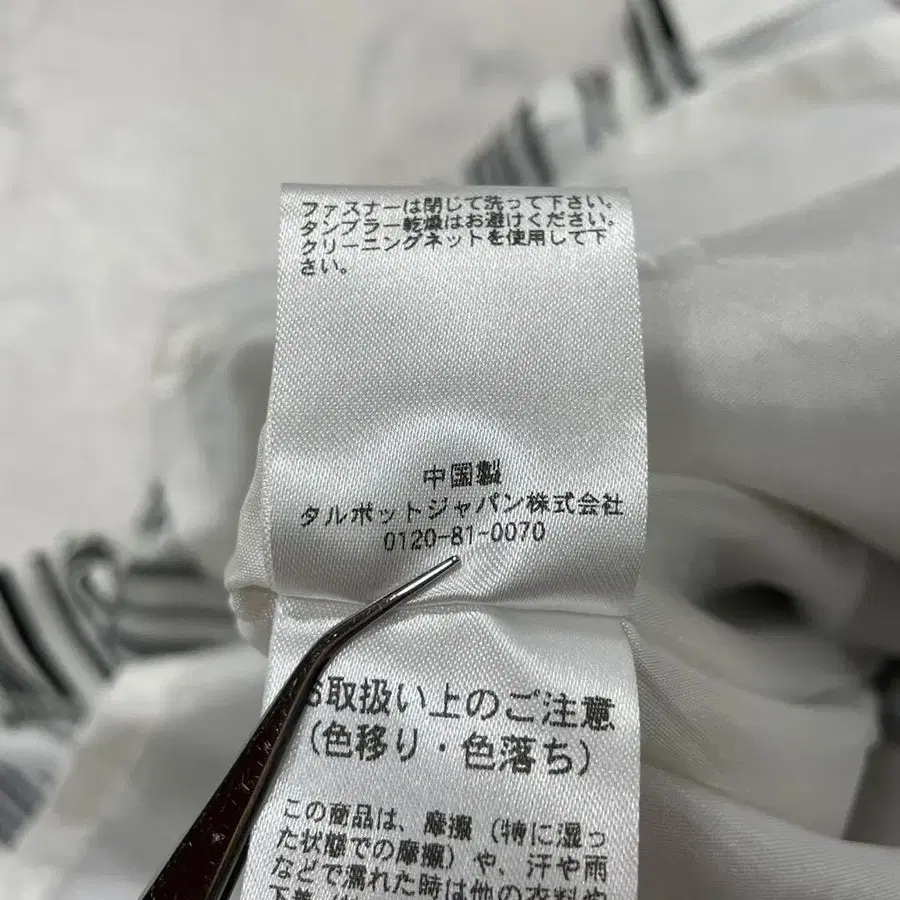 ファスナーは閉じて洗って下さい。
タンブラー乾燥はお避けください。
クリーニングネットを使用して下
さい。
中国製
タルボットジャパン株式会社
0120-81-0070
お取扱い上のご注意
(色移り・色落ち)
この商品は、摩擦(特に湿っ
た状態での摩擦)や、汗や雨
などで濡れた時は他の衣料や